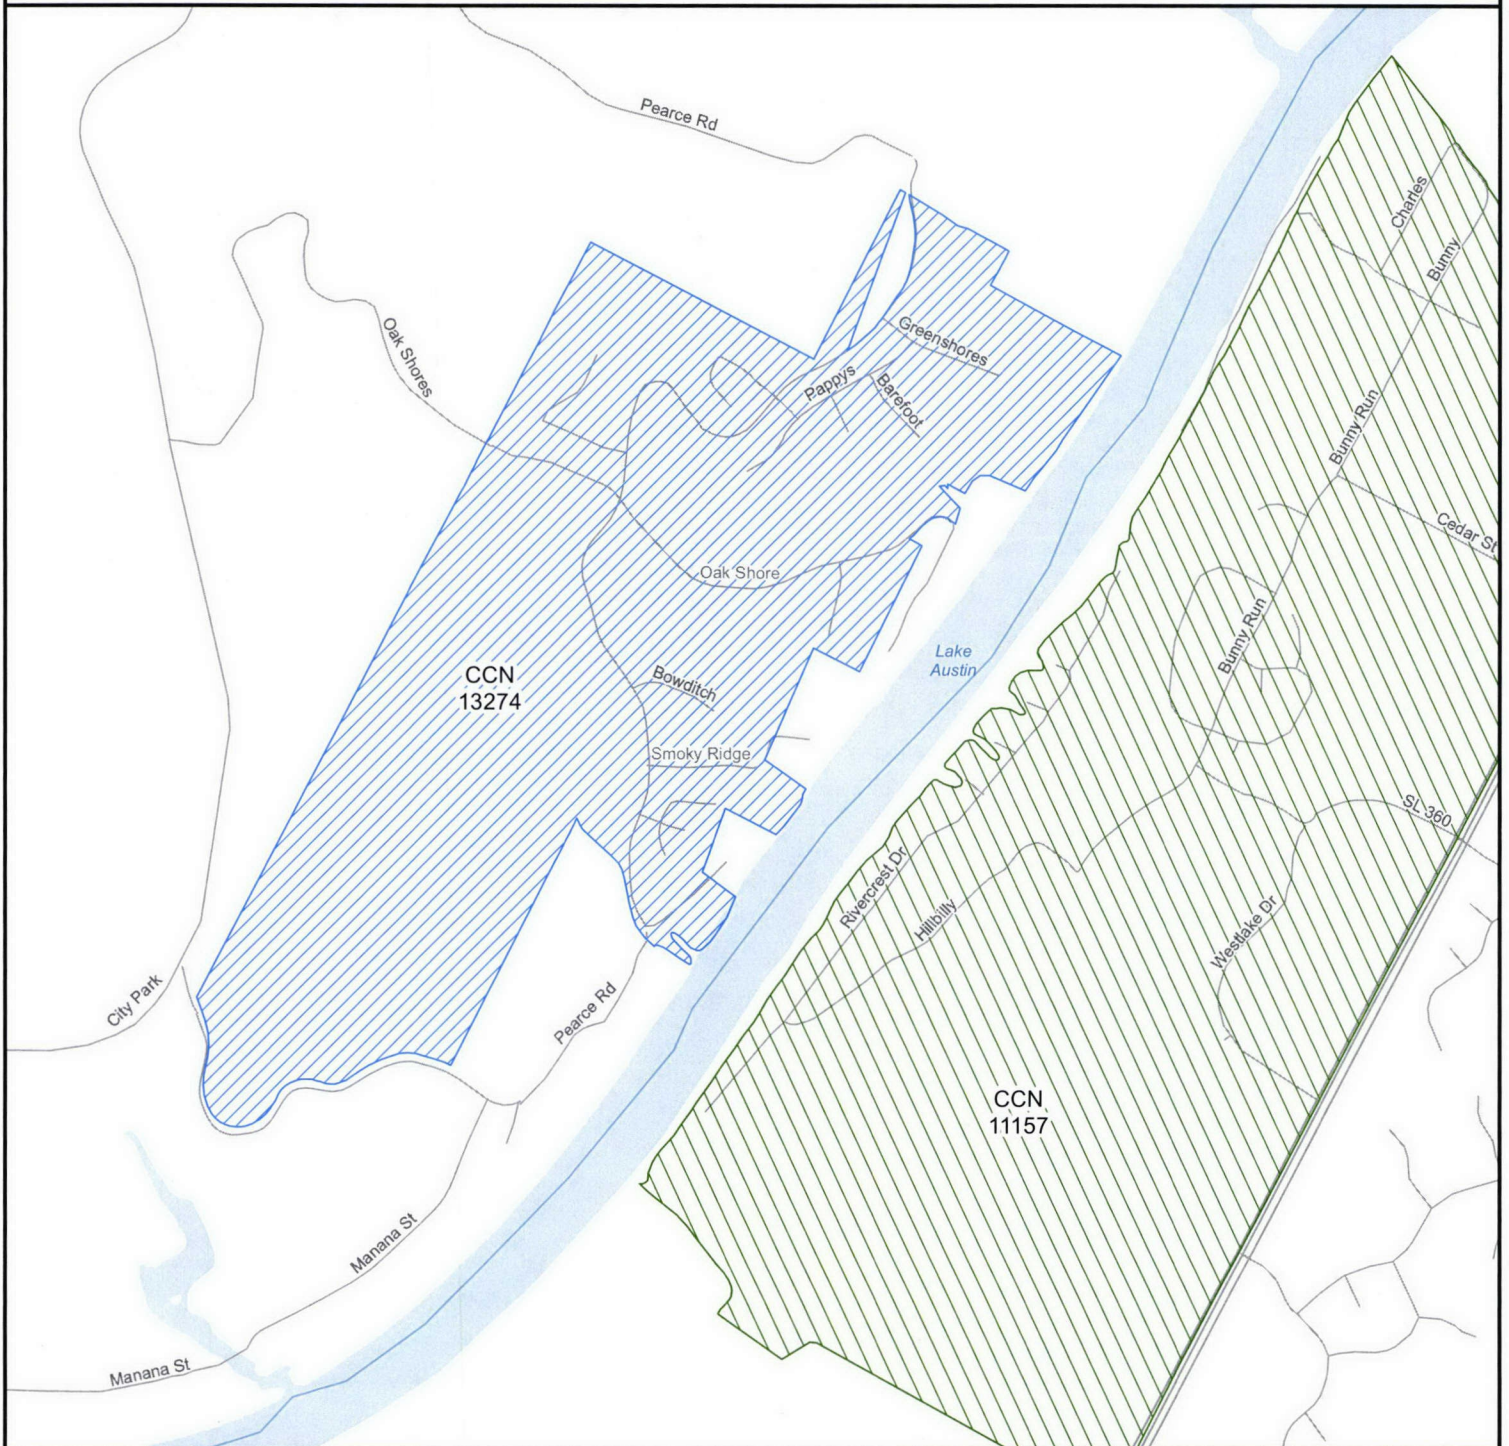 Pearce Rd
Charles
Bunny
Oak Shores
Greenshores
Pappys
Barefoot
Bunny Run
Cedar St
Oak Shore
Bunny Run
Lake
Austin
CCN
13274
Bowditch
Smoky Ridge
SL 360
Rivercrest Dr
Hillbilly
Westlake Dr
City Park
Pearce Rd
CCN
11157
Manana St
Manana St